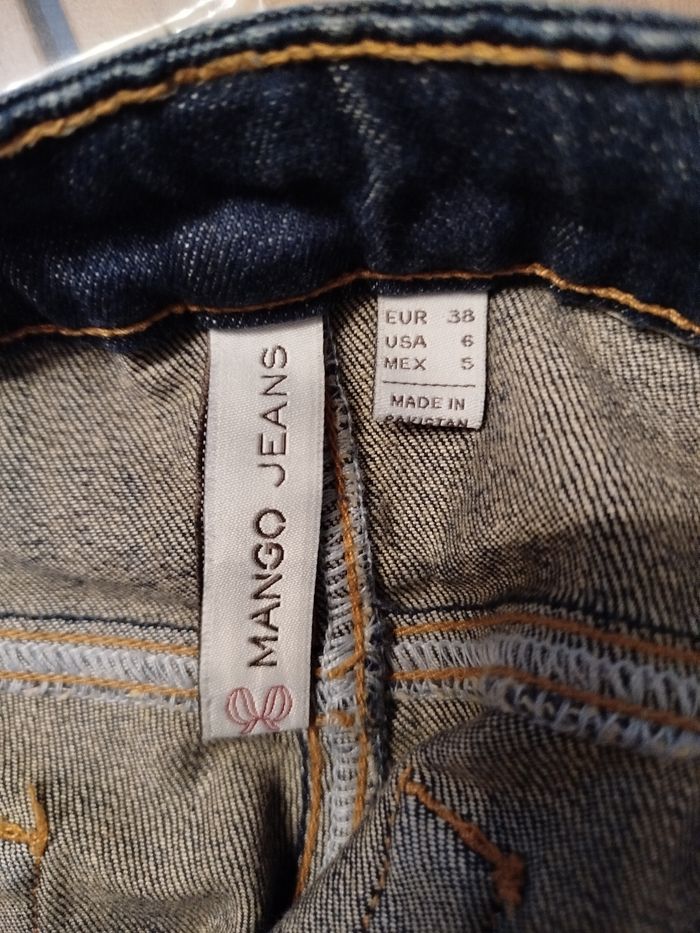 MANGO JEANS
EUR 38
USA 6
MEX 5
MADE IN
PAKISTAN